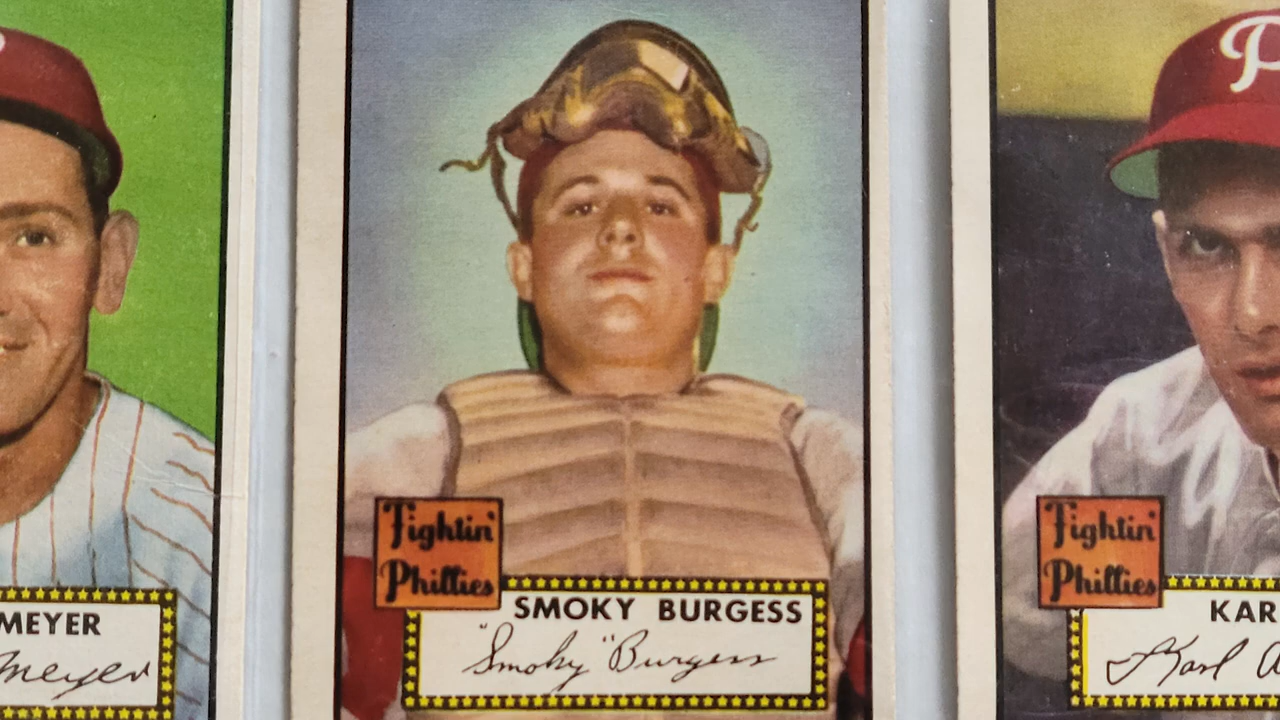 P
MEYER
Meyer
Fightin'
Phillies
SMOKY BURGESS
"Smoky" Burgess
P
Fightin'
Phillies
KAR
Karl